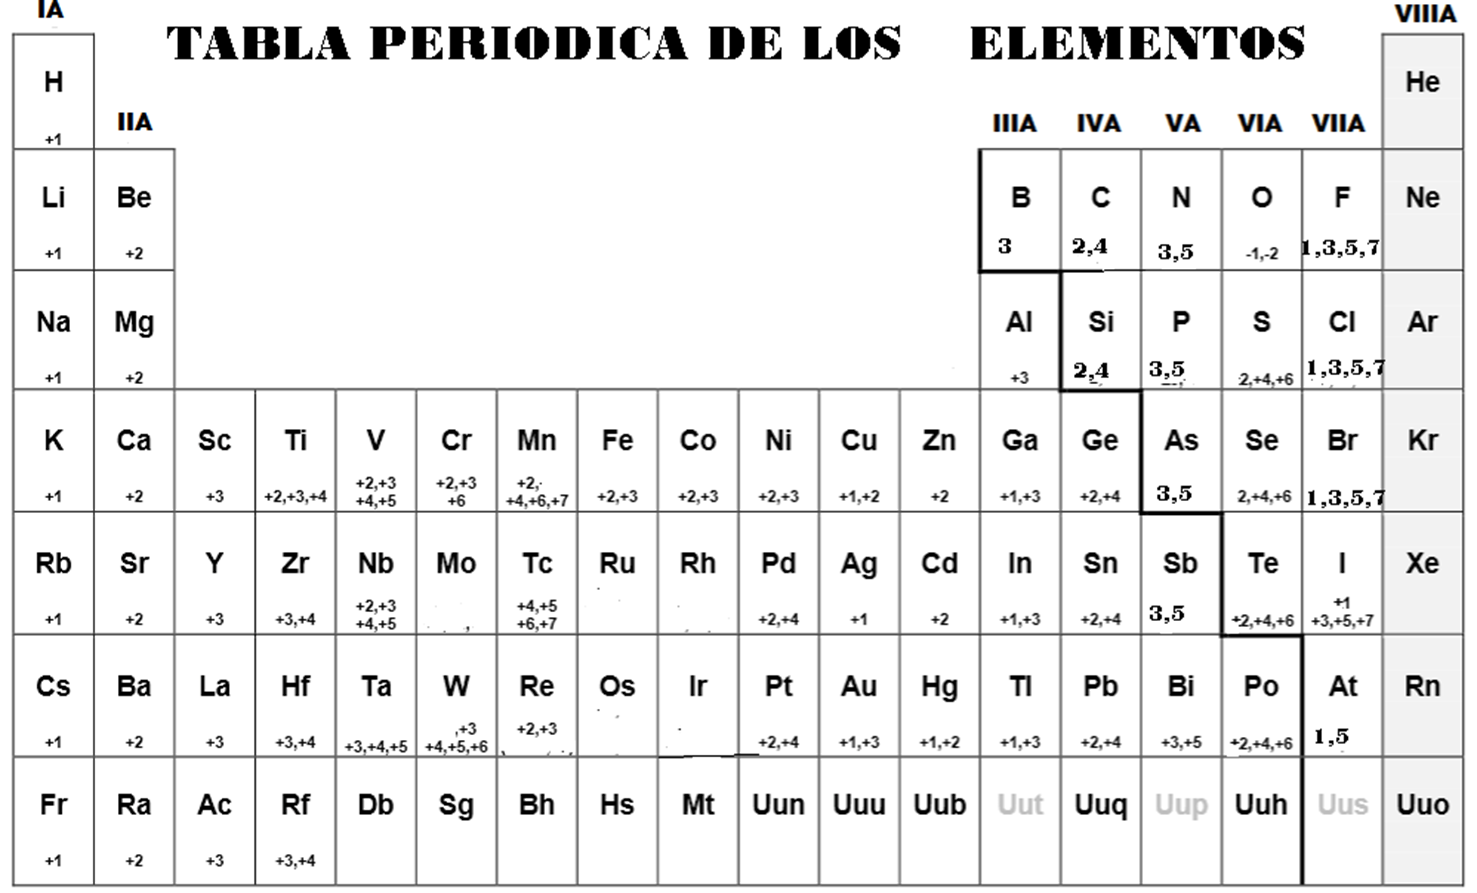 IA
VIIIA
TABLA PERIODICA DE LOS ELEMENTOS
H He
+1
IIA IIIA IVA VA VIA VIIA
Li Be B C N O F Ne
+1 +2 3 2,4 3,5 -1,-2 1,3,5,7
Na Mg Al Si P S Cl Ar
+1 +2 +3 2,4 3,5 2,+4,+6 1,3,5,7
K Ca Sc Ti V Cr Mn Fe Co Ni Cu Zn Ga Ge As Se Br Kr
+2,+3 +2,+3 +2,
+1 +2 +3 +2,+3,+4 +4,+5 +6 +4,+6,+7 +2,+3 +2,+3 +2,+3 +1,+2 +2 +1,+3 +2,+4 3,5 2,+4,+6 1,3,5,7
Rb Sr Y Zr Nb Mo Tc Ru Rh Pd Ag Cd In Sn Sb Te I Xe
+2,+3 +4,+5 +1
+1 +2 +3 +3,+4 +4,+5 +6,+7 +2,+4 +1 +2 +1,+3 +2,+4 3,5 +2,+4,+6 +3,+5,+7
Cs Ba La Hf Ta W Re Os Ir Pt Au Hg Tl Pb Bi Po At Rn
,+3 +2,+3
+1 +2 +3 +3,+4 +3,+4,+5 +4,+5,+6 +2,+4 +1,+3 +1,+2 +1,+3 +2,+4 +3,+5 +2,+4,+6 1,5
Fr Ra Ac Rf Db Sg Bh Hs Mt Uun Uuu Uub Uut Uuq Uup Uuh Uus Uuo
+1 +2 +3 +3,+4